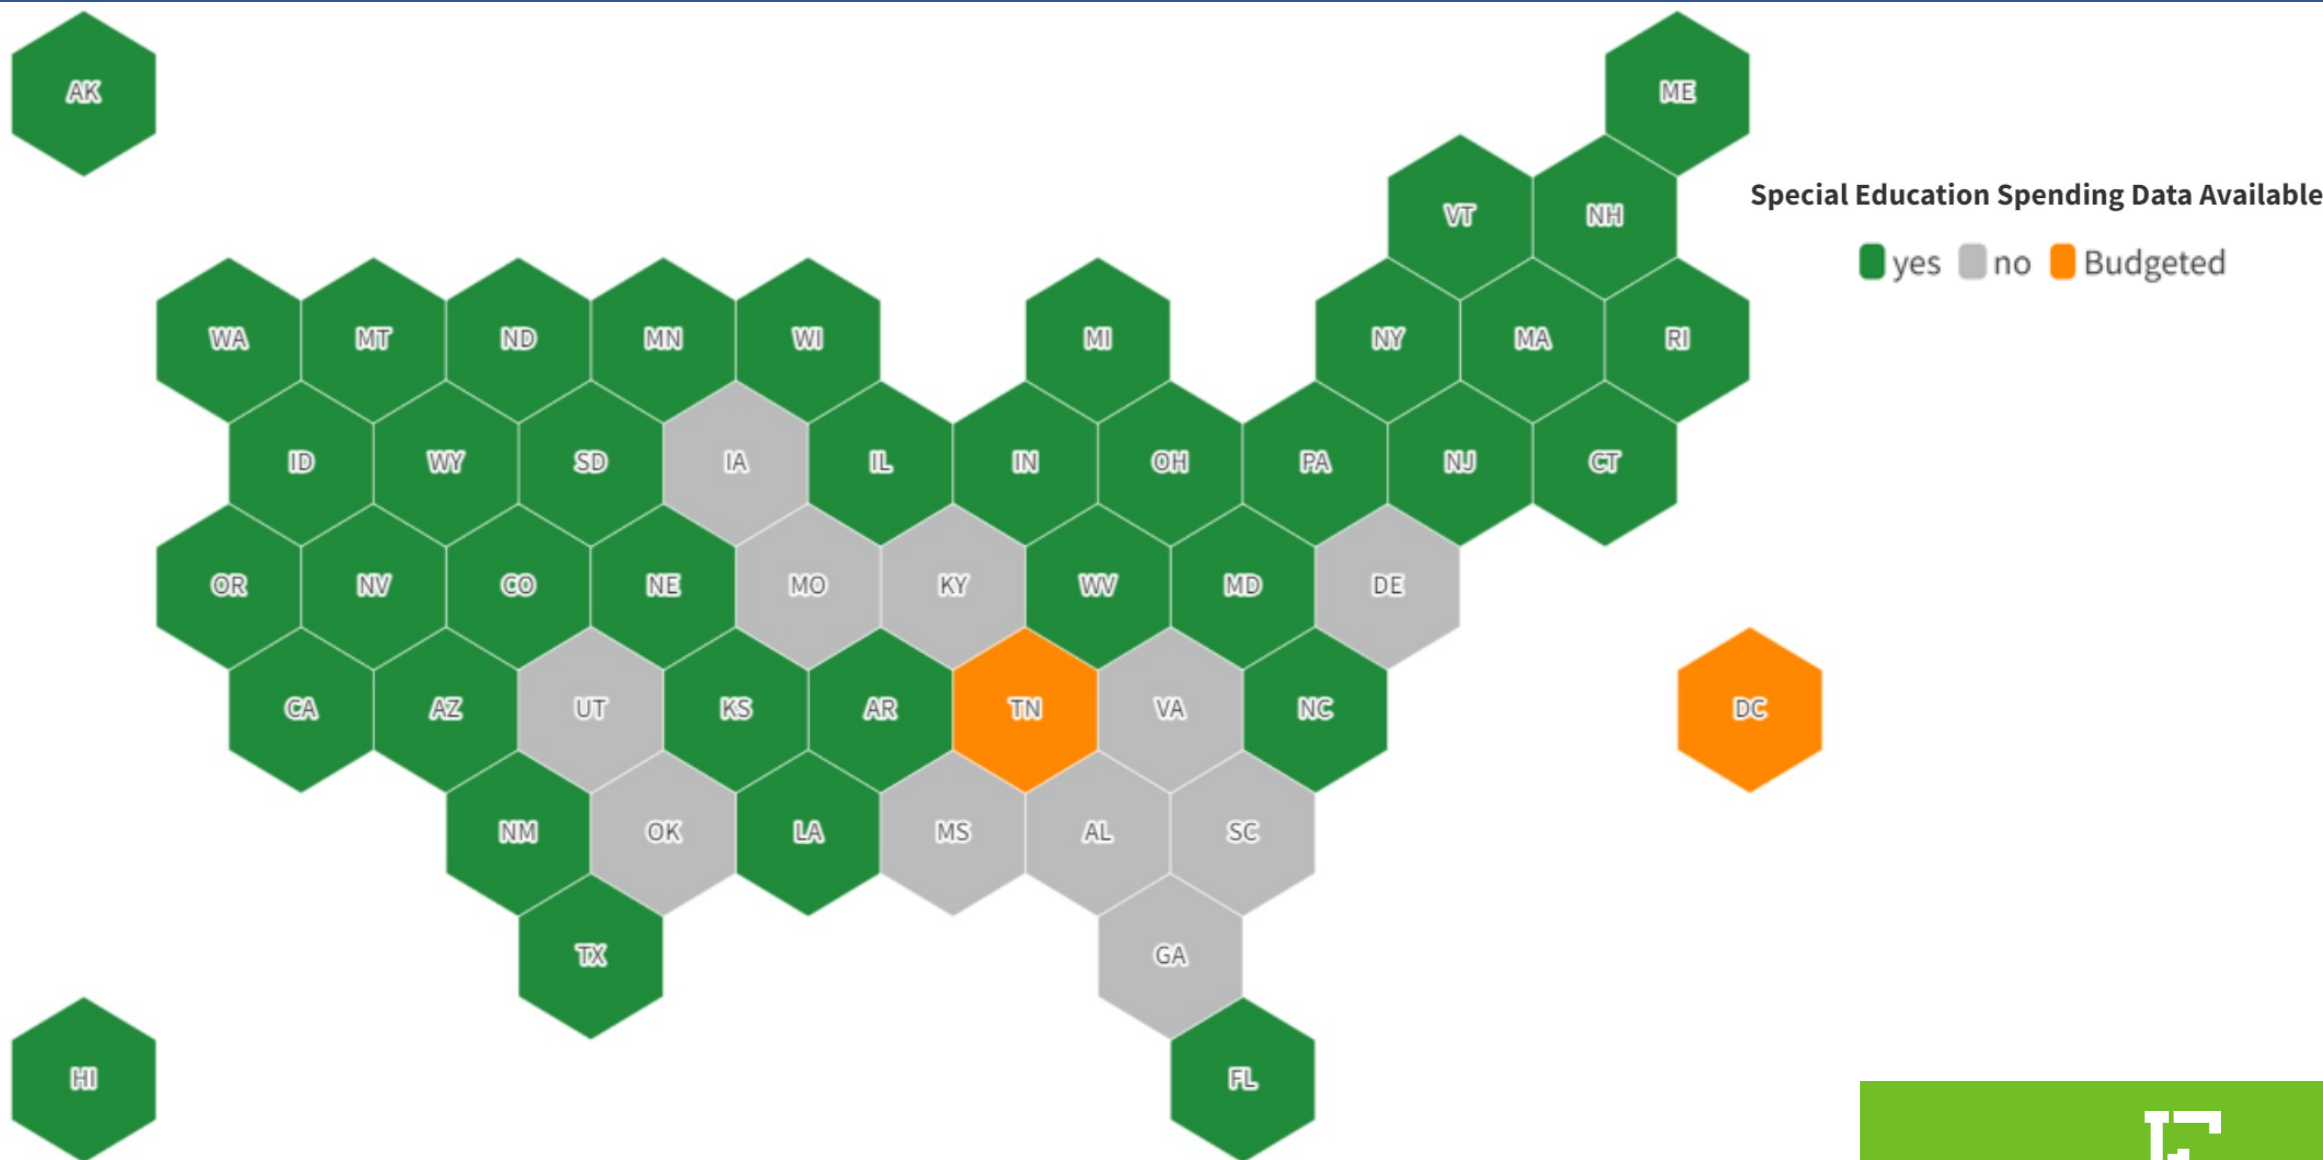 AK
ME
VT NH
Special Education Spending Data Available
yes no Budgeted
WA MT ND MN WI MI NY MA RI
ID WY SD IA IL IN OH PA NJ CT
OR NV CO NE MO KY WV MD DE
CA AZ UT KS AR TN VA NC DC
NM OK LA MS AL SC
TX GA
HI FL